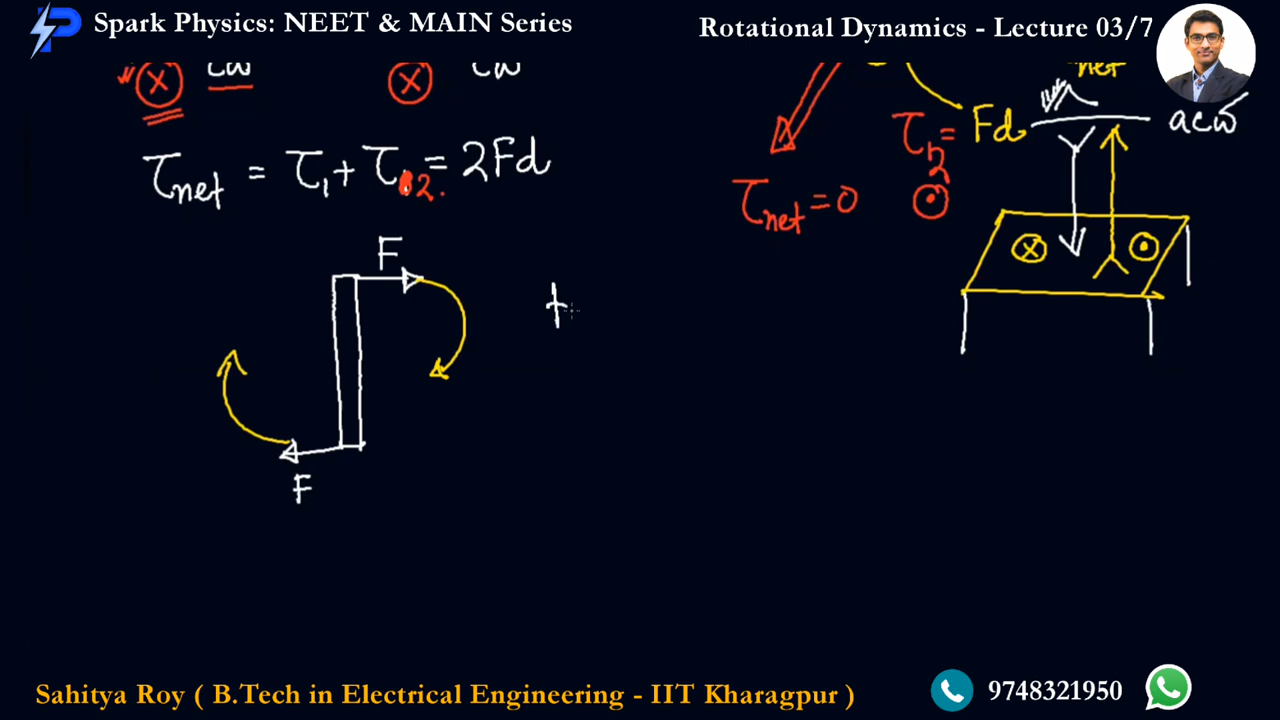 Spark Physics: NEET & MAIN Series
Rotational Dynamics - Lecture 03/7
⊗ cw
⊗ cw
τnet = τ1 + τ2 = 2Fd
net
τ2 = Fd
acw
τnet = 0
⊙
⊗ ⊙
F
F
Sahitya Roy ( B.Tech in Electrical Engineering - IIT Kharagpur )
9748321950